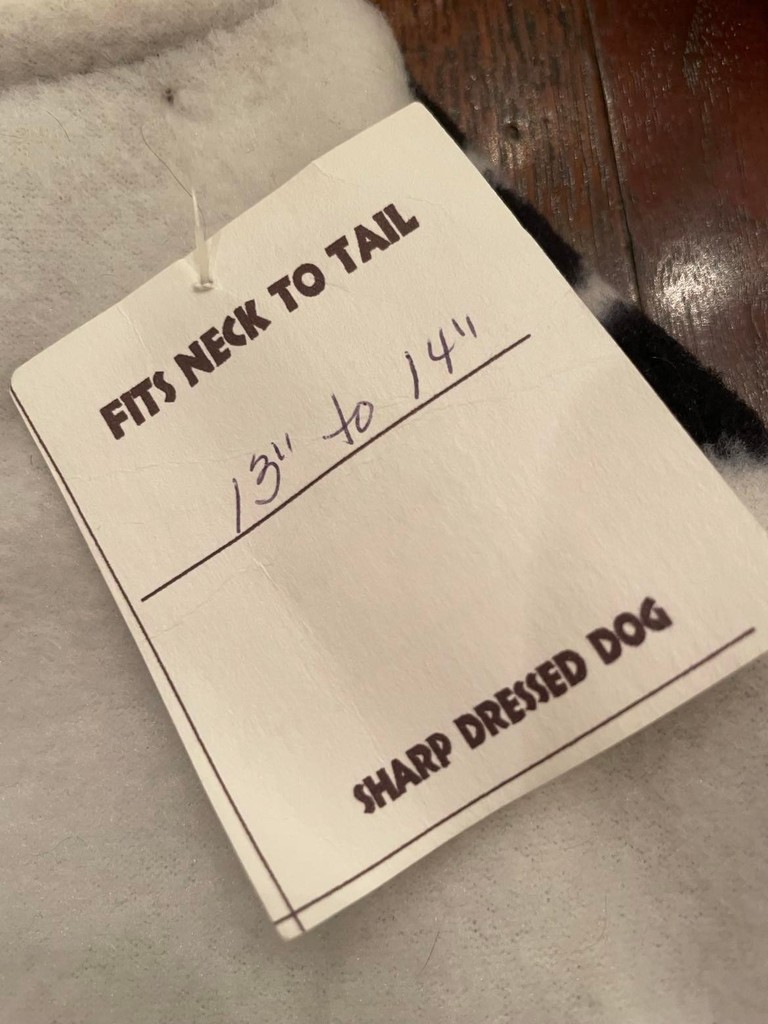 FITS NECK TO TAIL
13" to 14"
SHARP DRESSED DOG